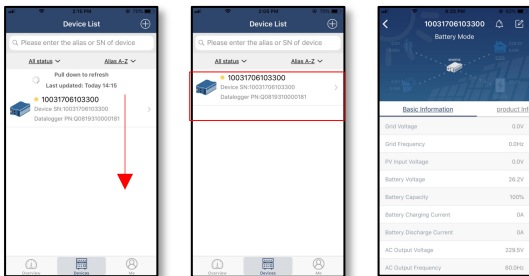 2:15 PM
Device List
Please enter the alias or SN of device
All status
Alias A-Z
Pull down to refresh
Last updated: Today 14:15
10031706103300
Device SN:10031706103300
Datalogger PN:Q0819310000181
Overview
Devices
Me
Device List
Please enter the alias or SN of device
All status
Alias A-Z
10031706103300
Device SN:10031706103300
Datalogger PN:Q0819310000181
Overview
Devices
Me
10031706103300
Battery Mode
Basic Information
product Inf
Grid Voltage
0.0V
Grid Frequency
0.0Hz
PV Input Voltage
0.0V
Battery Voltage
26.2V
Battery Capacity
100%
Battery Charging Current
0A
Battery Discharge Current
0A
AC Output Voltage
229.5V
AC Output Frequency
60.0Hz